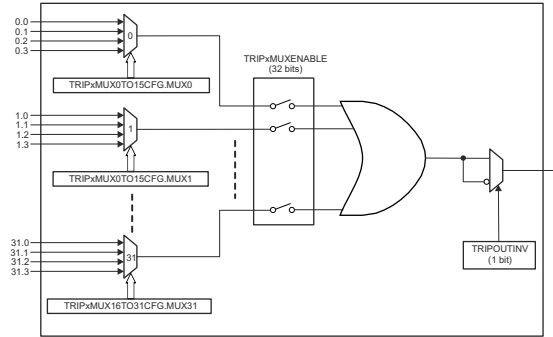 0.0
0.1
0.2
0.3
0
TRIPxMUX0TO15CFG.MUX0
TRIPxMUXENABLE
(32 bits)
1.0
1.1
1.2
1.3
1
TRIPxMUX0TO15CFG.MUX1
31.0
31.1
31.2
31.3
31
TRIPxMUX16TO31CFG.MUX31
TRIPOUTINV
(1 bit)